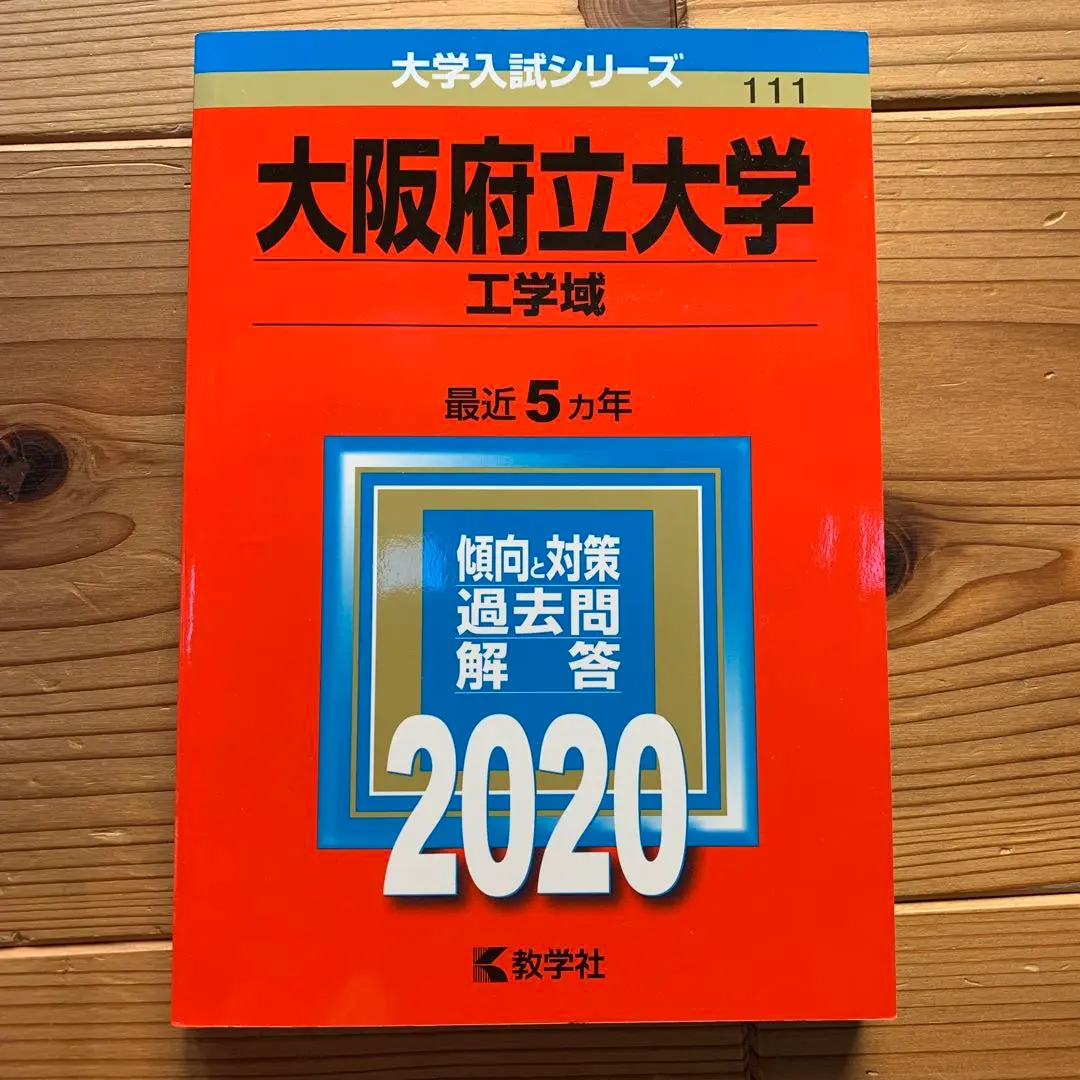 大学入試シリーズ
111
大阪府立大学
工学域
最近5カ年
傾向と対策
過去問
解答
2020
教学社